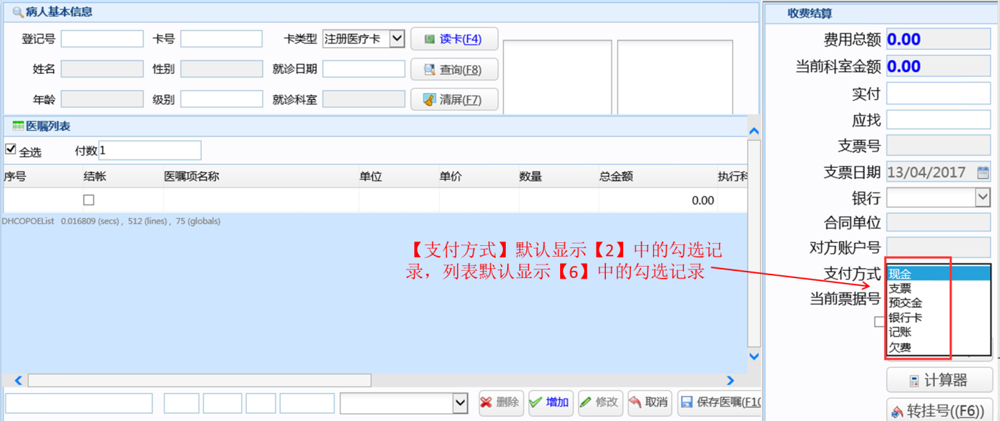 病人基本信息
登记号 卡号 卡类型 注册医疗卡 读卡(F4)
姓名 性别 就诊日期 查询(F8)
年龄 级别 就诊科室 清屏(F7)
医嘱列表
全选 付数 1
序号 结帐 医嘱项名称 单位 单价 数量 总金额 执行科
0.00
DHCOPOEList 0.016809 (secs) , 512 (lines) , 75 (globals)
【支付方式】默认显示【2】中的勾选记
录，列表默认显示【6】中的勾选记录
删除 增加 修改 取消 保存医嘱(F10
收费结算
费用总额 0.00
当前科室金额 0.00
实付
应找
支票号
支票日期 13/04/2017
银行
合同单位
对方账户号
支付方式 现金
支票
当前票据号 预交金
银行卡
记账
欠费
计算器
转挂号((F6))